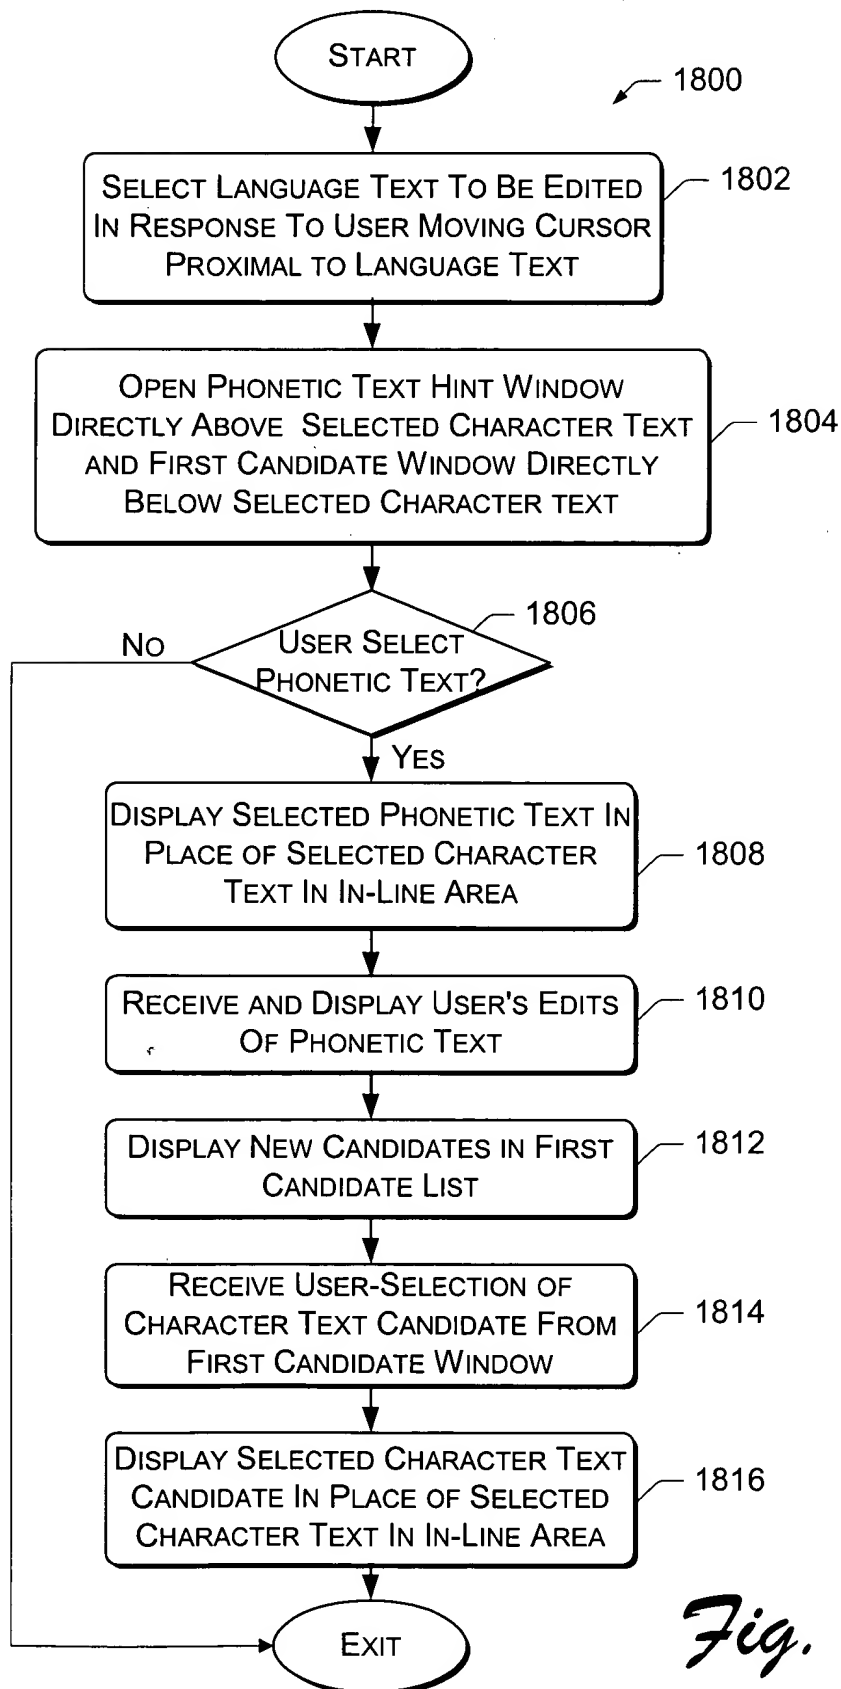 START
1800
SELECT LANGUAGE TEXT TO BE EDITED
IN RESPONSE TO USER MOVING CURSOR
PROXIMAL TO LANGUAGE TEXT
1802
OPEN PHONETIC TEXT HINT WINDOW
DIRECTLY ABOVE SELECTED CHARACTER TEXT
AND FIRST CANDIDATE WINDOW DIRECTLY
BELOW SELECTED CHARACTER TEXT
1804
1806
NO
USER SELECT
PHONETIC TEXT?
YES
DISPLAY SELECTED PHONETIC TEXT IN
PLACE OF SELECTED CHARACTER
TEXT IN IN-LINE AREA
1808
RECEIVE AND DISPLAY USER'S EDITS
OF PHONETIC TEXT
1810
DISPLAY NEW CANDIDATES IN FIRST
CANDIDATE LIST
1812
RECEIVE USER-SELECTION OF
CHARACTER TEXT CANDIDATE FROM
FIRST CANDIDATE WINDOW
1814
DISPLAY SELECTED CHARACTER TEXT
CANDIDATE IN PLACE OF SELECTED
CHARACTER TEXT IN IN-LINE AREA
1816
EXIT
Fig.